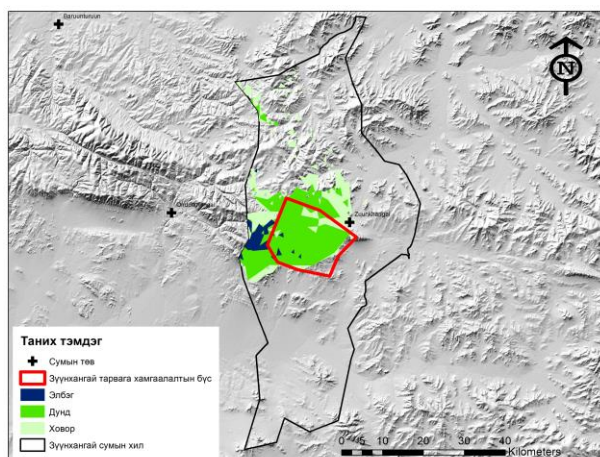 Baruunturuun
N
Zuunkhangai
Таних тэмдэг
Сумын төв
Зүүнхангай тарвага хамгаалалтын бүс
Элбэг
Дунд
Ховор
Зүүнхангай сумын хил
0 5 10 20 30 40
Kilometers